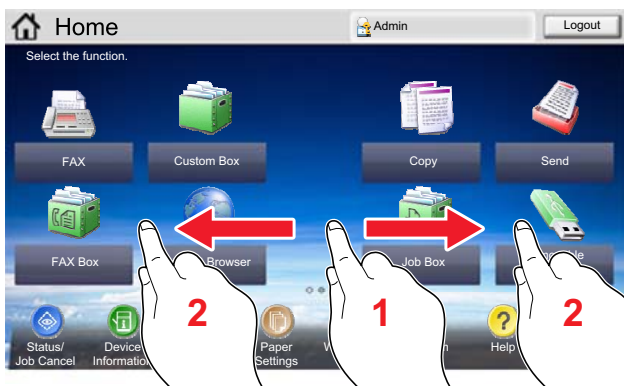 Home
Admin
Logout
Select the function.
FAX
Custom Box
Copy
Send
FAX Box
Browser
Job Box
2
1
2
Status/
Job Cancel
Device
Information
Paper
Settings
Help